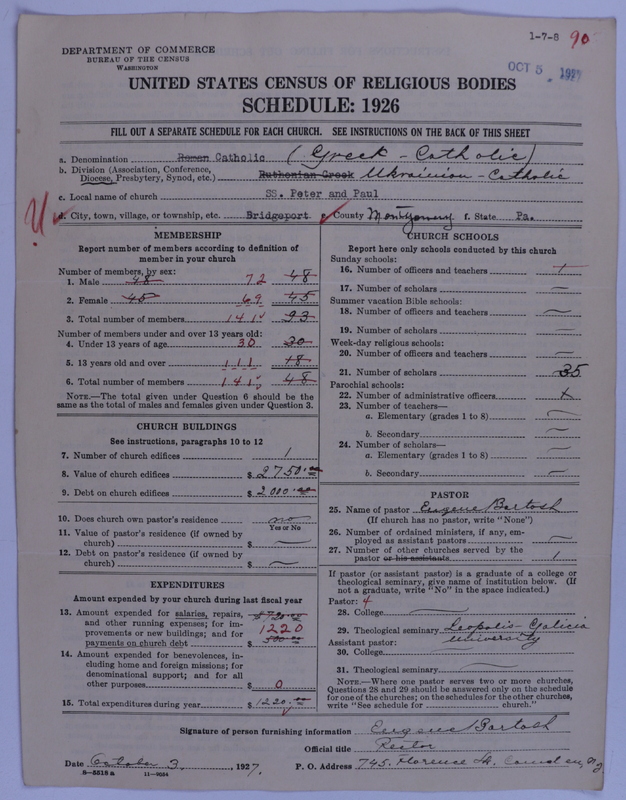 1-7-8 90
OCT 5 1927
DEPARTMENT OF COMMERCE
BUREAU OF THE CENSUS
WASHINGTON
UNITED STATES CENSUS OF RELIGIOUS BODIES
SCHEDULE: 1926
FILL OUT A SEPARATE SCHEDULE FOR EACH CHURCH. SEE INSTRUCTIONS ON THE BACK OF THIS SHEET
a. Denomination Roman Catholic (Greek - Catholic)
b. Division (Association, Conference, Diocese, Presbytery, Synod, etc.) Ruthenian Greek Ukrainian - Catholic
c. Local name of church SS. Peter and Paul
d. City, town, village, or township, etc. Bridgeport e. County Montgomery f. State Pa.
MEMBERSHIP
Report number of members according to definition of
member in your church
Number of members, by sex:
1. Male 48 72 48
2. Female 45 69 45
3. Total number of members 141 93
Number of members under and over 13 years old:
4. Under 13 years of age 30 30
5. 13 years old and over 111 18
6. Total number of members 141 48
NOTE.—The total given under Question 6 should be
same as the total of males and females given under Question 3.
CHURCH BUILDINGS
See instructions, paragraphs 10 to 12
7. Number of church edifices 1
8. Value of church edifices $ 2750.00
9. Debt on church edifices $ 2000.00
10. Does church own pastor's residence no
Yes or No
11. Value of pastor's residence (if owned by
church) $
12. Debt on pastor's residence (if owned by
church) $
EXPENDITURES
Amount expended by your church during last fiscal year
13. Amount expended for salaries, repairs,
and other running expenses; for im-
provements or new buildings; and for
payments on church debt $ 720.00 1220 $ 500.00
14. Amount expended for benevolences, in-
cluding home and foreign missions; for
denominational support; and for all
other purposes $ 0
15. Total expenditures during year $ 1220.00
CHURCH SCHOOLS
Report here only schools conducted by this church
Sunday schools:
16. Number of officers and teachers
17. Number of scholars
Summer vacation Bible schools:
18. Number of officers and teachers
19. Number of scholars
Week-day religious schools:
20. Number of officers and teachers
21. Number of scholars 35
Parochial schools:
22. Number of administrative officers
23. Number of teachers—
a. Elementary (grades 1 to 8)
b. Secondary
24. Number of scholars—
a. Elementary (grades 1 to 8)
b. Secondary
PASTOR
25. Name of pastor Eugene Bartosh
(If church has no pastor, write "None")
26. Number of ordained ministers, if any, em-
ployed as assistant pastors
27. Number of other churches served by the
pastor or his assistants 1
If pastor (or assistant pastor) is a graduate of a college or
theological seminary, give name of institution below. (If
not a graduate, write "No" in the space indicated.)
Pastor: 4
28. College
29. Theological seminary Leopolis - Galicia
University
Assistant pastor:
30. College
31. Theological seminary
NOTE.—Where one pastor serves two or more churches,
Questions 28 and 29 should be answered only on the schedule
for one of the churches; on the schedules for the other churches,
write "See schedule for church."
Signature of person furnishing information Eugene Bartosh
Official title Rector
Date October 3, 1927. P. O. Address 745 Florence St. Camden, N.J.
8-5518 a 11-9024